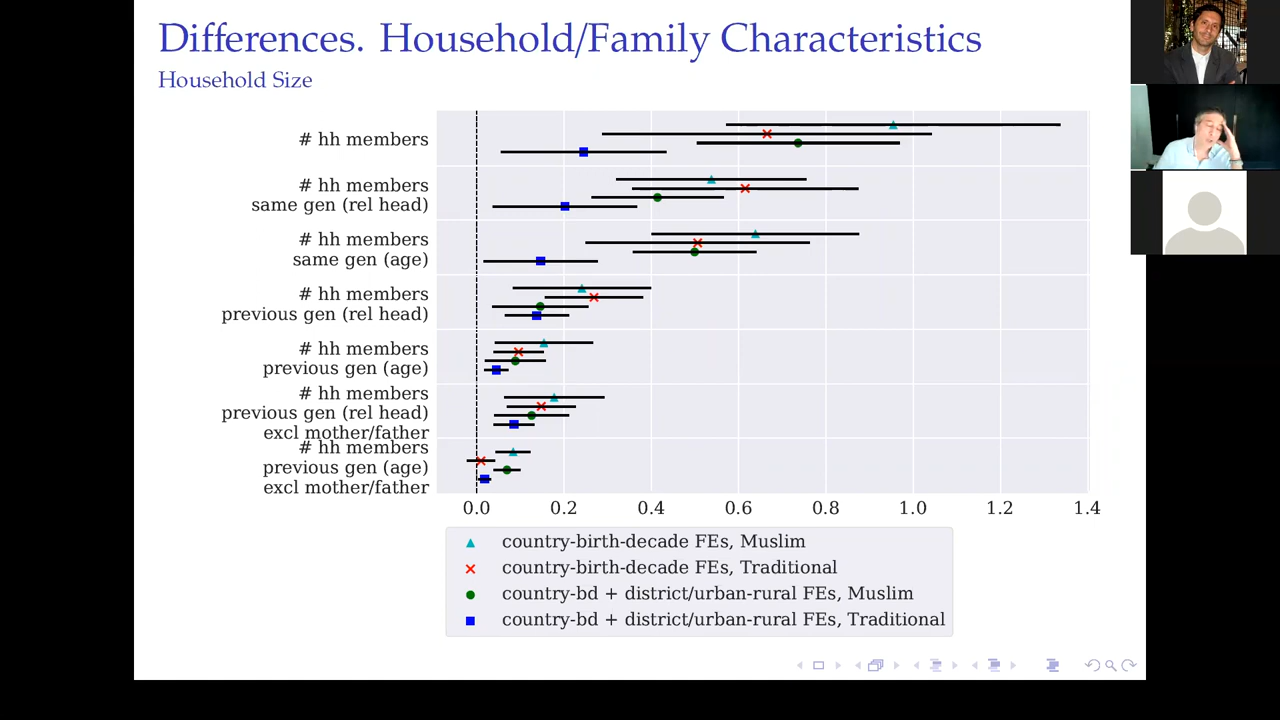 Differences. Household/Family Characteristics
Household Size
# hh members
# hh members
same gen (rel head)
# hh members
same gen (age)
# hh members
previous gen (rel head)
# hh members
previous gen (age)
# hh members
previous gen (rel head)
excl mother/father
# hh members
previous gen (age)
excl mother/father
0.0 0.2 0.4 0.6 0.8 1.0 1.2 1.4
country-birth-decade FEs, Muslim
country-birth-decade FEs, Traditional
country-bd + district/urban-rural FEs, Muslim
country-bd + district/urban-rural FEs, Traditional